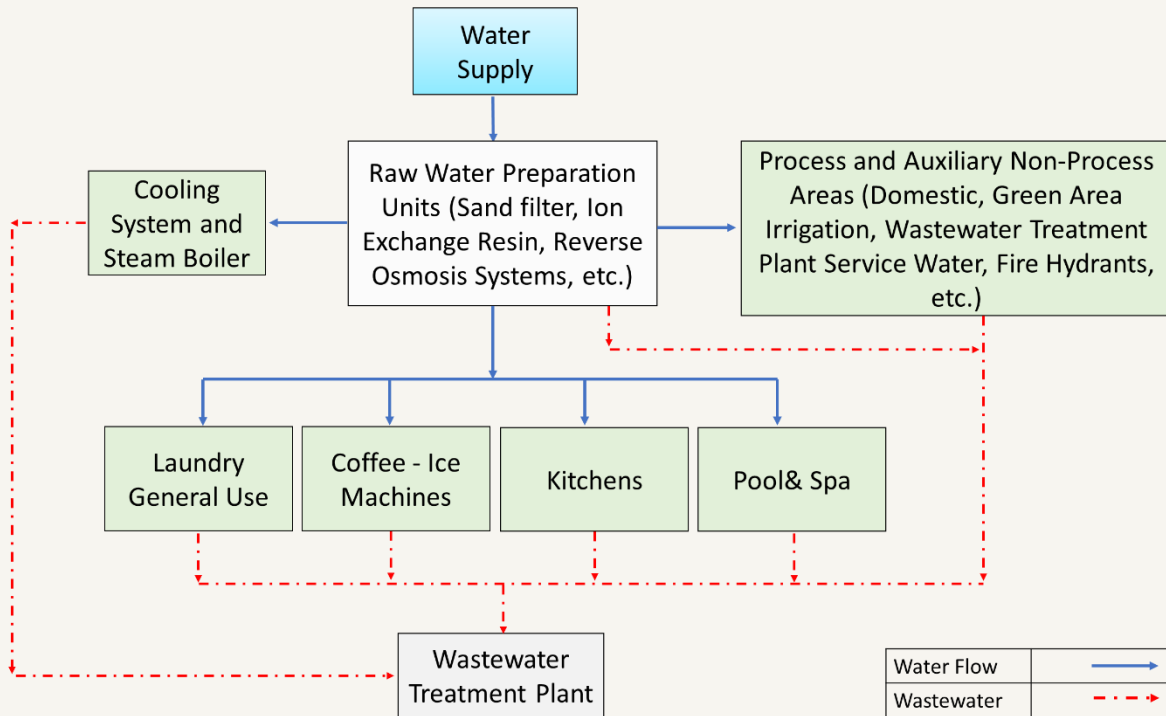 Water
Supply
Raw Water Preparation
Units (Sand filter, Ion
Exchange Resin, Reverse
Osmosis Systems, etc.)
Process and Auxiliary Non-Process
Areas (Domestic, Green Area
Irrigation, Wastewater Treatment
Plant Service Water, Fire Hydrants,
etc.)
Cooling
System and
Steam Boiler
Laundry
General Use
Coffee - Ice
Machines
Kitchens
Pool& Spa
Wastewater
Treatment Plant
Water Flow
Wastewater